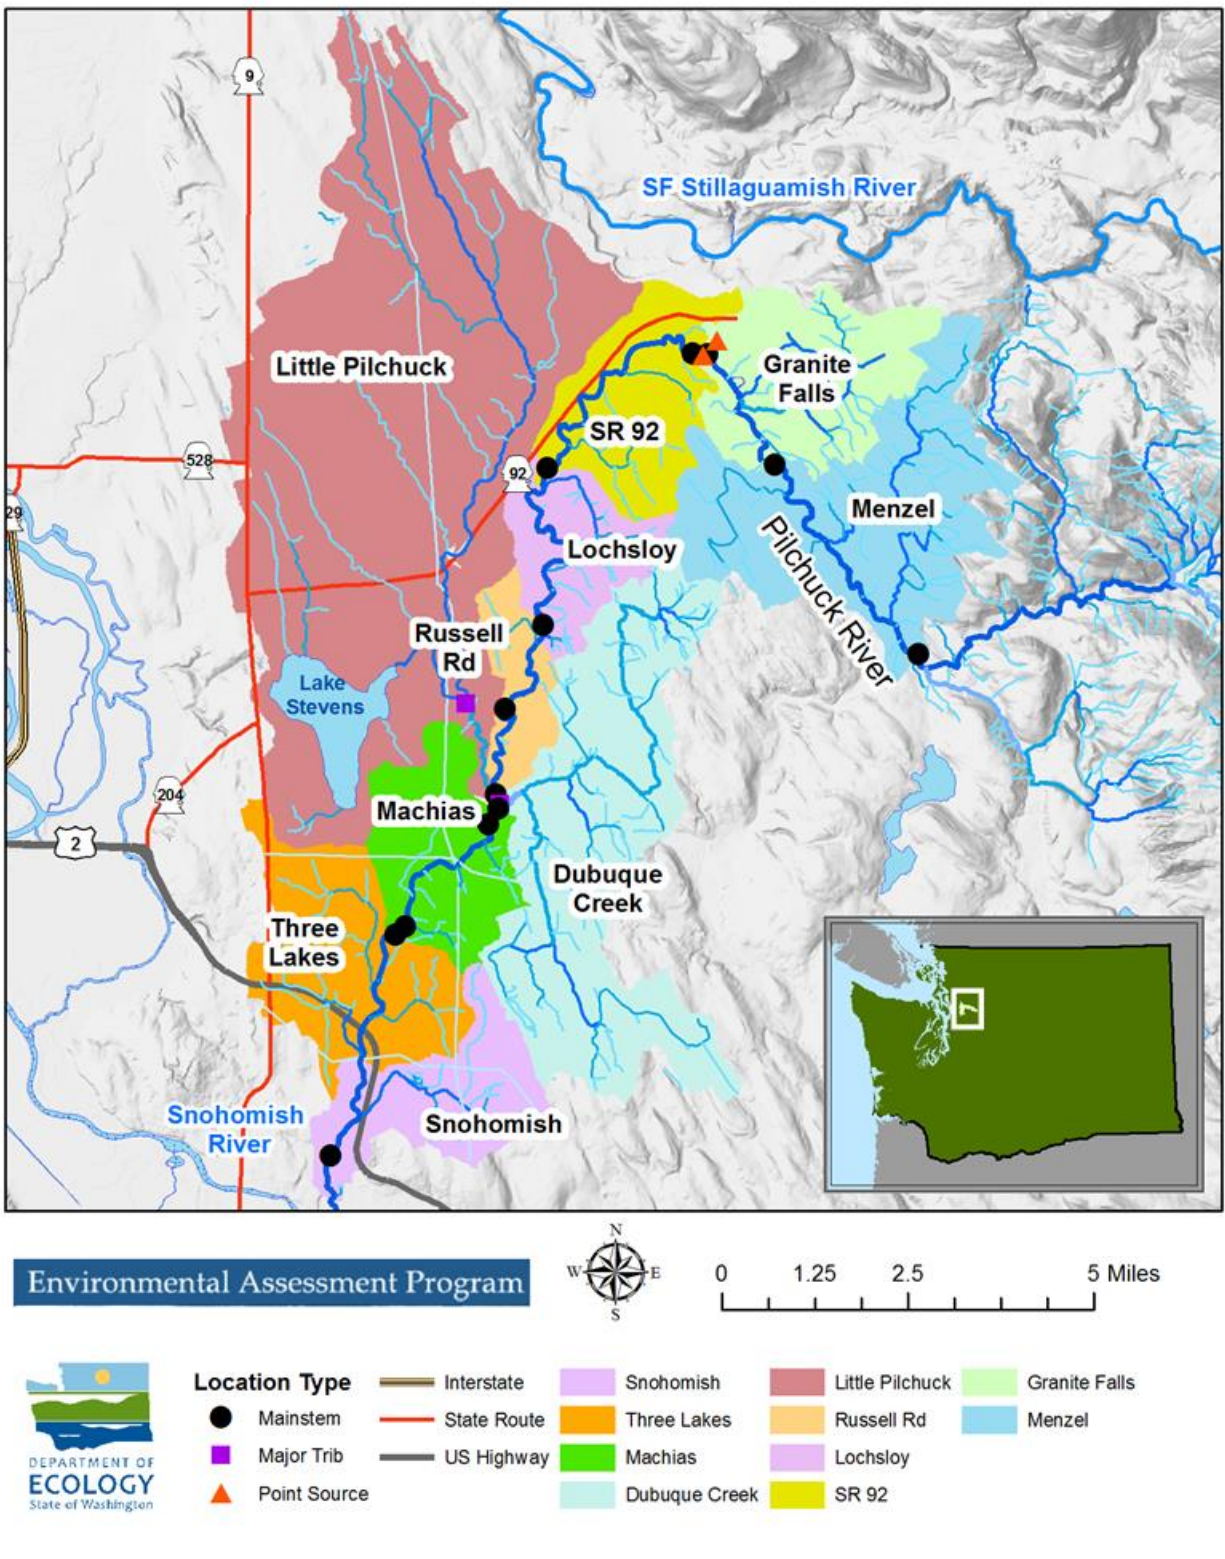 9
SF Stillaguamish River
Little Pilchuck
Granite
Falls
SR 92
528
92
29
Menzel
Lochsloy
Pilchuck River
Russell
Rd
Lake
Stevens
204
Machias
2
Dubuque
Creek
Three
Lakes
7
Snohomish
River
Snohomish
Environmental Assessment Program
N
W
E
S
0
1.25
2.5
5 Miles
DEPARTMENT OF
ECOLOGY
State of Washington
Location Type
Mainstem
Major Trib
Point Source
Interstate
State Route
US Highway
Snohomish
Three Lakes
Machias
Dubuque Creek
Little Pilchuck
Russell Rd
Lochsloy
SR 92
Granite Falls
Menzel